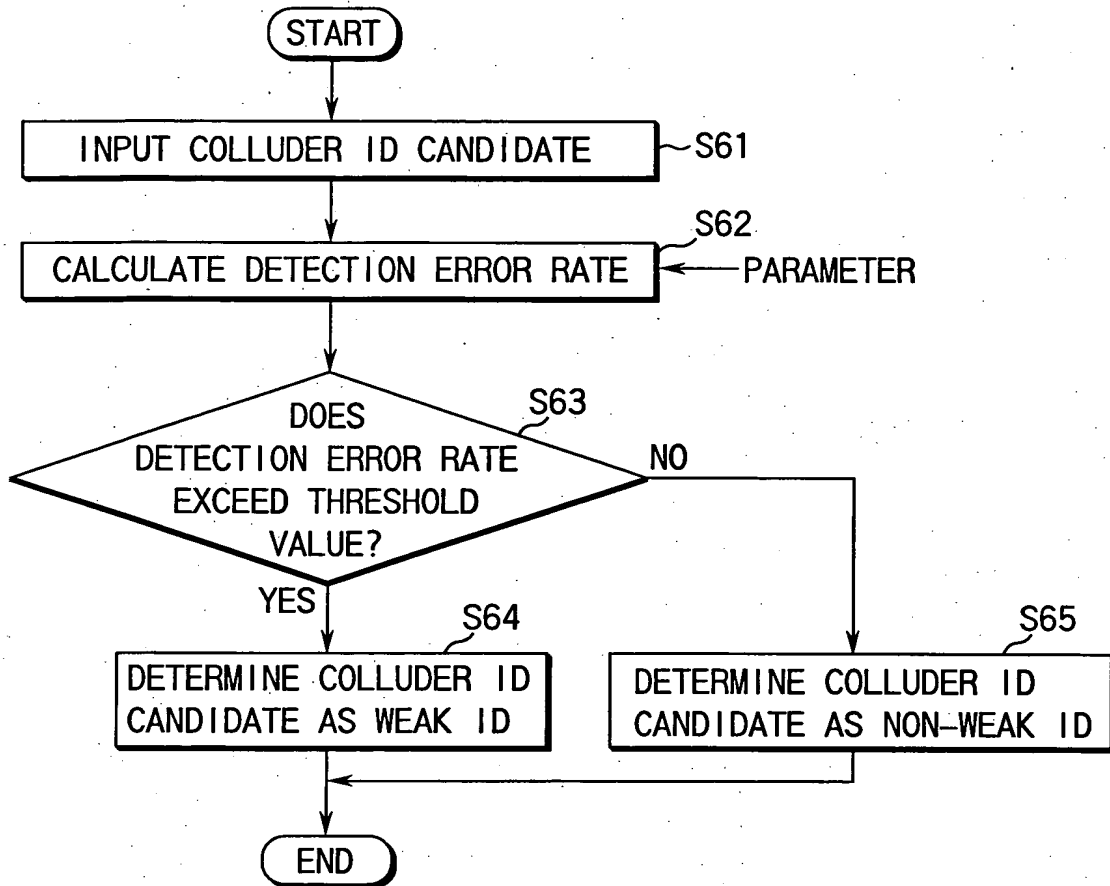 START
INPUT COLLUDER ID CANDIDATE
S61
S62
CALCULATE DETECTION ERROR RATE
PARAMETER
S63
DOES
DETECTION ERROR RATE
EXCEED THRESHOLD
VALUE?
NO
YES
S64
DETERMINE COLLUDER ID
CANDIDATE AS WEAK ID
S65
DETERMINE COLLUDER ID
CANDIDATE AS NON-WEAK ID
END